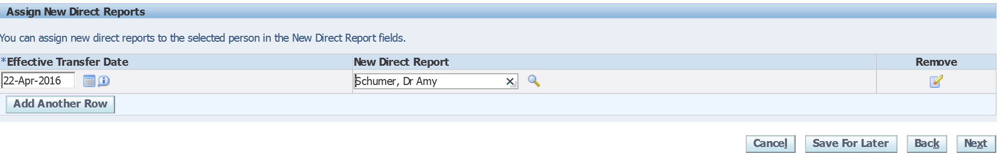 Assign New Direct Reports
You can assign new direct reports to the selected person in the New Direct Report fields.
*Effective Transfer Date New Direct Report Remove
22-Apr-2016 Schumer, Dr Amy
Add Another Row
Cancel Save For Later Back Next